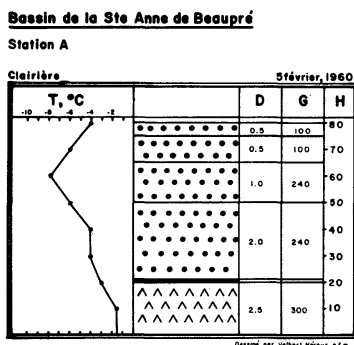 Bassin de la Ste Anne de Beaupré
Station A
Clairière 5 février, 1960
T, °C D G H
-10 -8 -6 -4 -2
80
0.5 100
70
0.5 100
60
1.0 240
50
40
2.0 240
30
20
10
2.5 300
Dessiné par